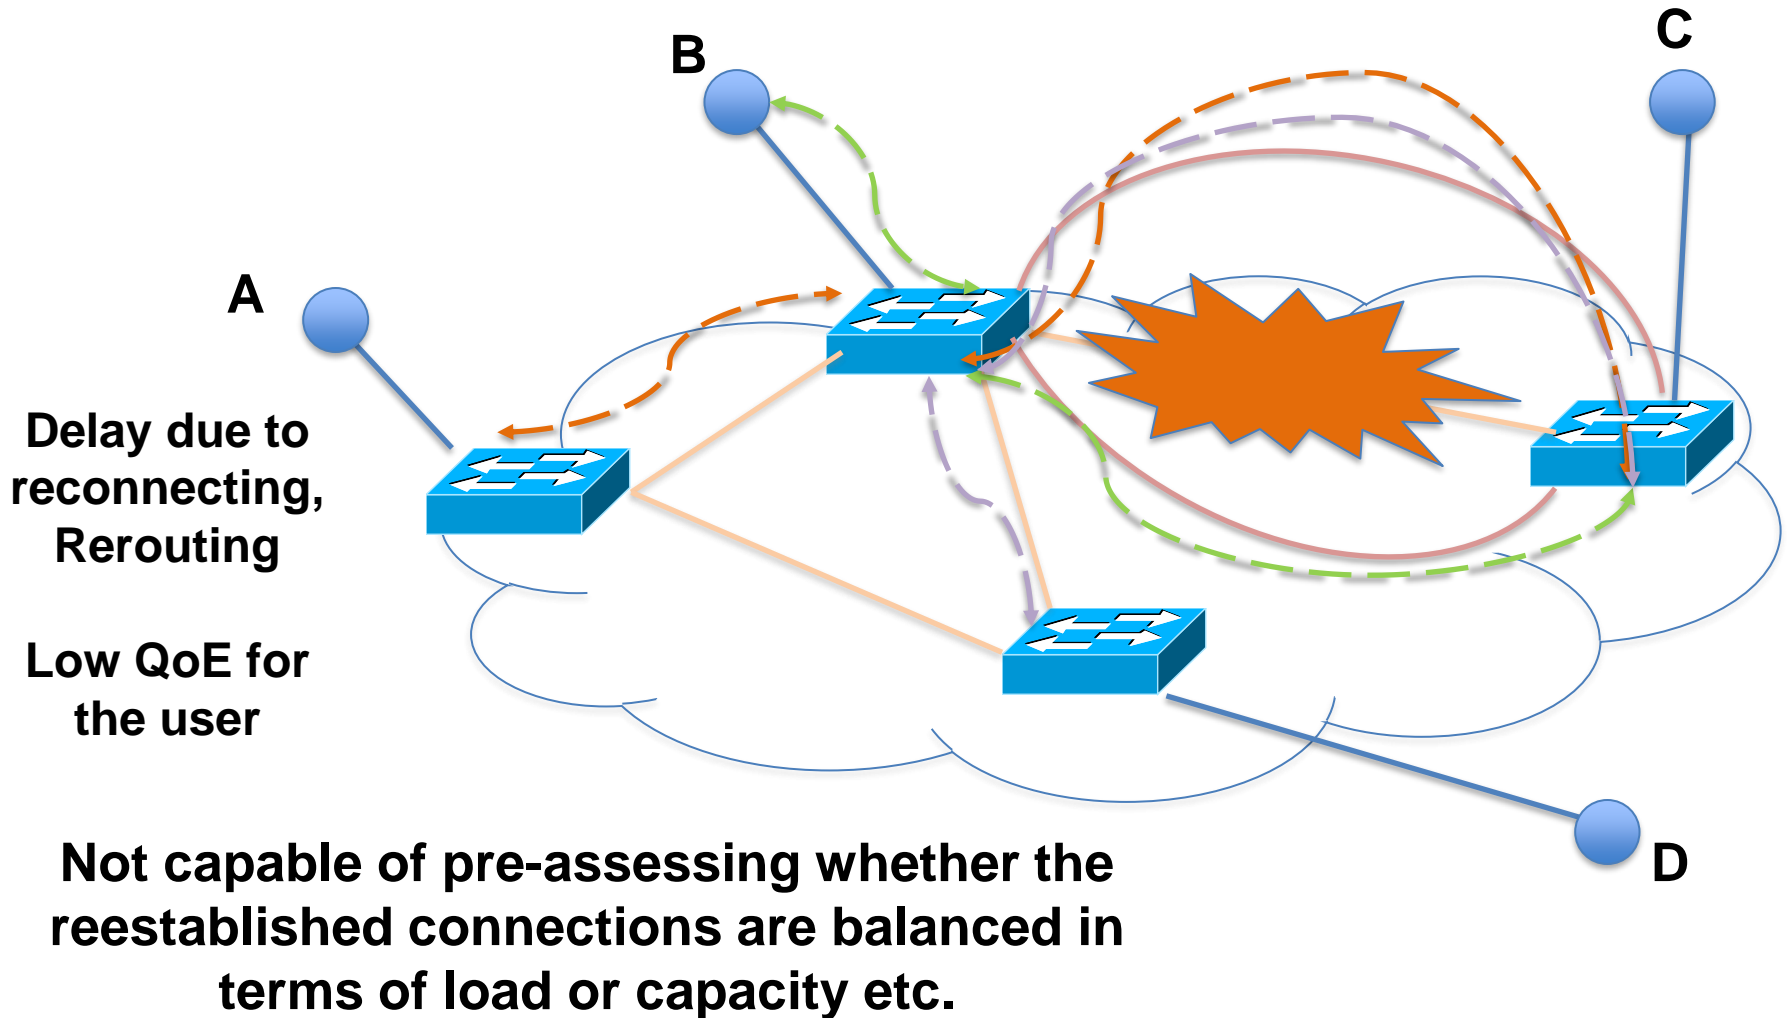 C
B
A
Delay due to
reconnecting,
Rerouting
Low QoE for
the user
D
Not capable of pre-assessing whether the
reestablished connections are balanced in
terms of load or capacity etc.